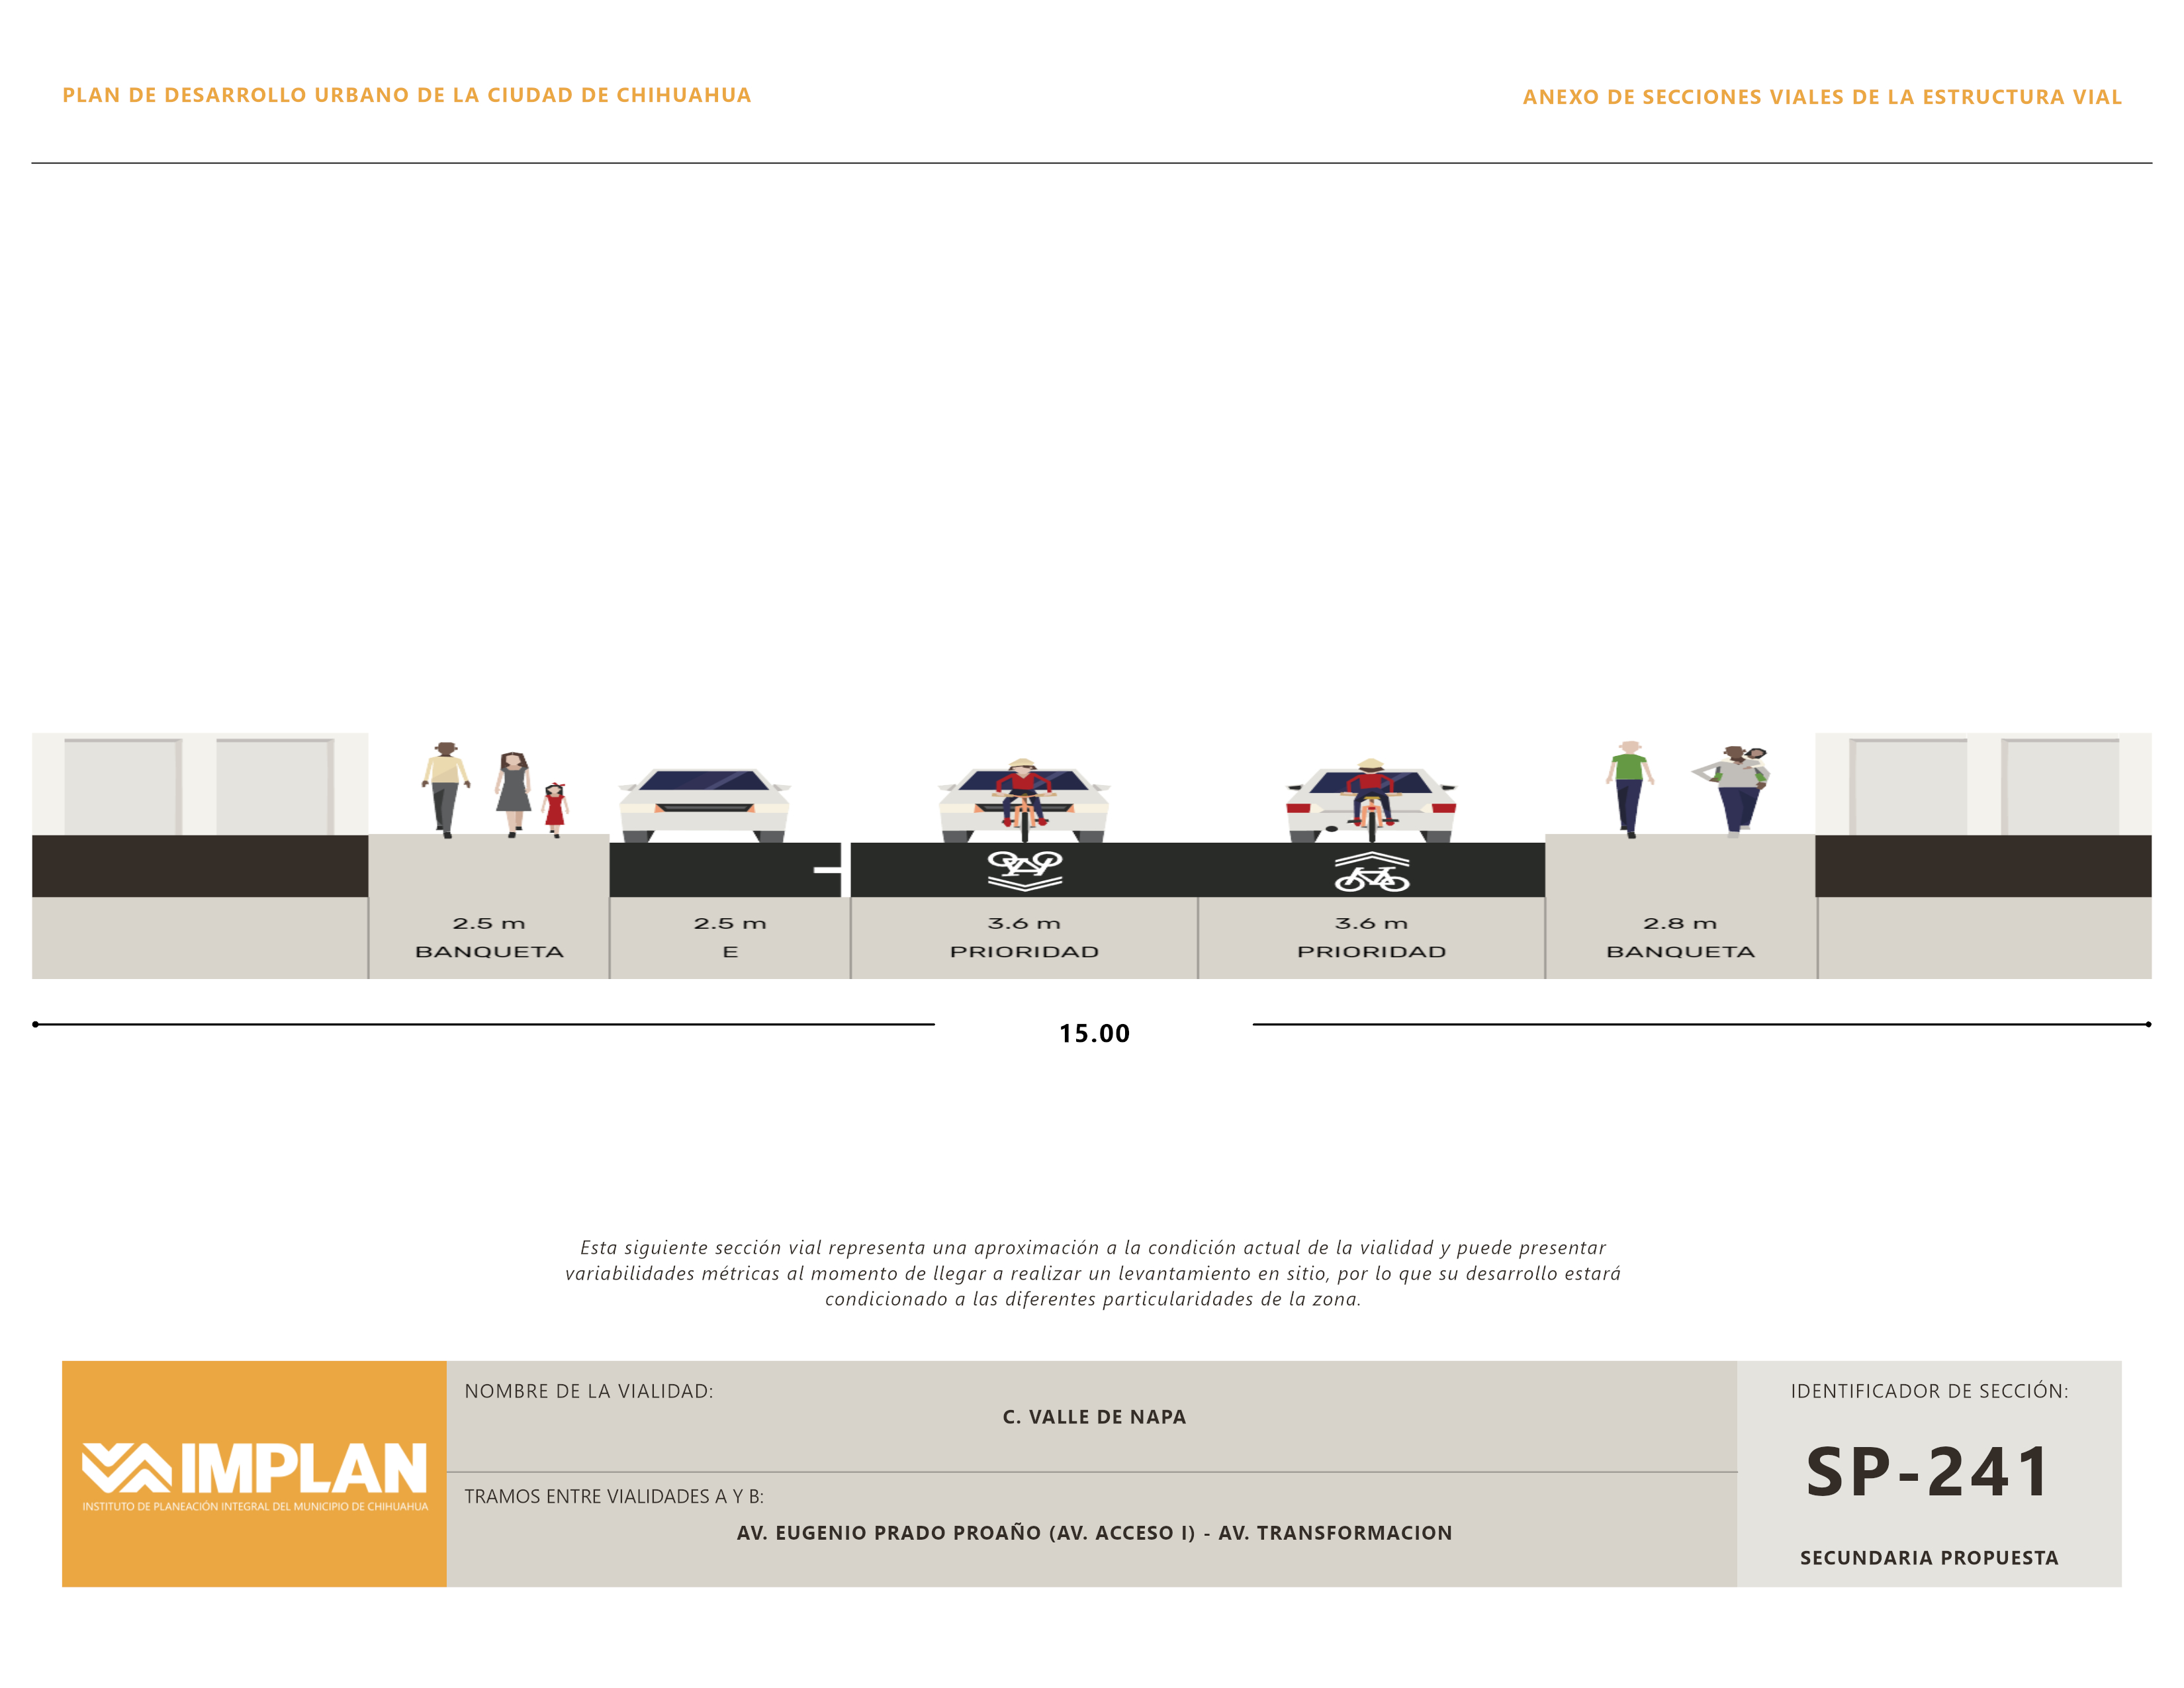 PLAN DE DESARROLLO URBANO DE LA CIUDAD DE CHIHUAHUA
ANEXO DE SECCIONES VIALES DE LA ESTRUCTURA VIAL
2.5 m
BANQUETA
2.5 m
E
3.6 m
PRIORIDAD
3.6 m
PRIORIDAD
2.8 m
BANQUETA
15.00
Esta siguiente sección vial representa una aproximación a la condición actual de la vialidad y puede presentar
variabilidades métricas al momento de llegar a realizar un levantamiento en sitio, por lo que su desarrollo estará
condicionado a las diferentes particularidades de la zona.
IMPLAN
INSTITUTO DE PLANEACIÓN INTEGRAL DEL MUNICIPIO DE CHIHUAHUA
NOMBRE DE LA VIALIDAD:
C. VALLE DE NAPA
TRAMOS ENTRE VIALIDADES A Y B:
AV. EUGENIO PRADO PROAÑO (AV. ACCESO I) - AV. TRANSFORMACION
IDENTIFICADOR DE SECCIÓN:
SP-241
SECUNDARIA PROPUESTA